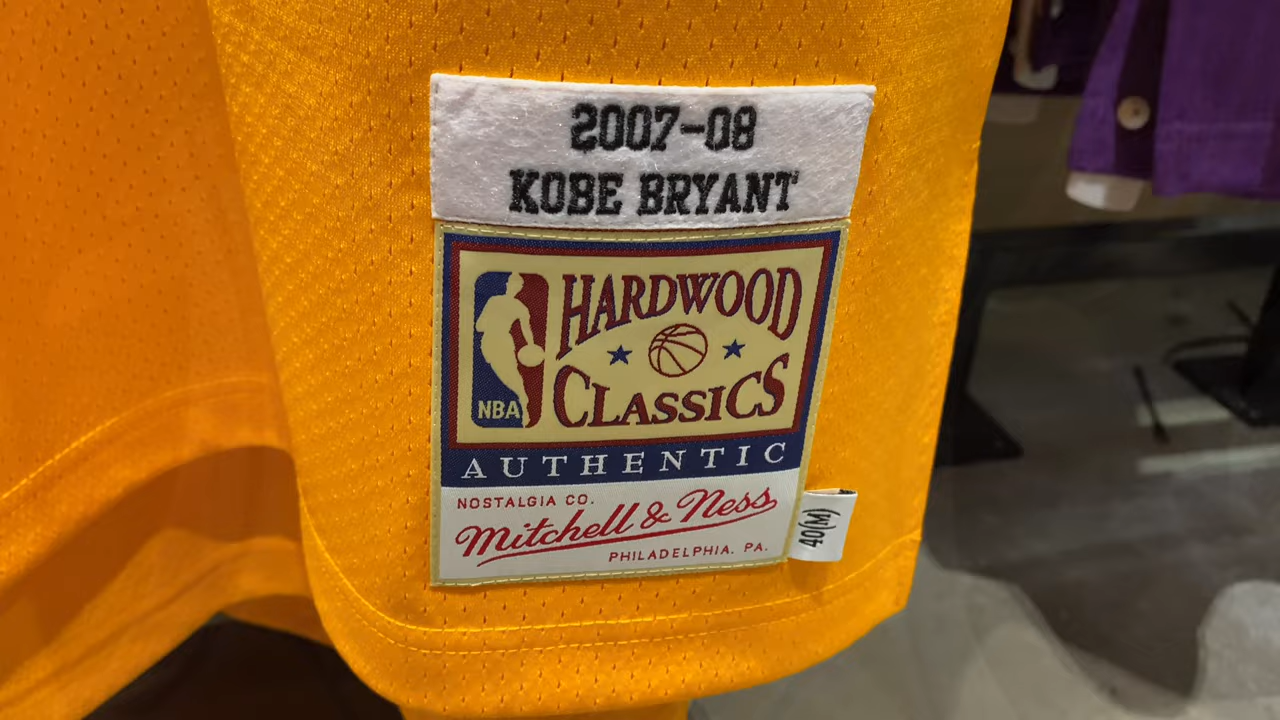 2007-08
KOBE BRYANT
HARDWOOD
CLASSICS
NBA
AUTHENTIC
NOSTALGIA CO.
Mitchell & Ness
PHILADELPHIA. PA.
40(M)